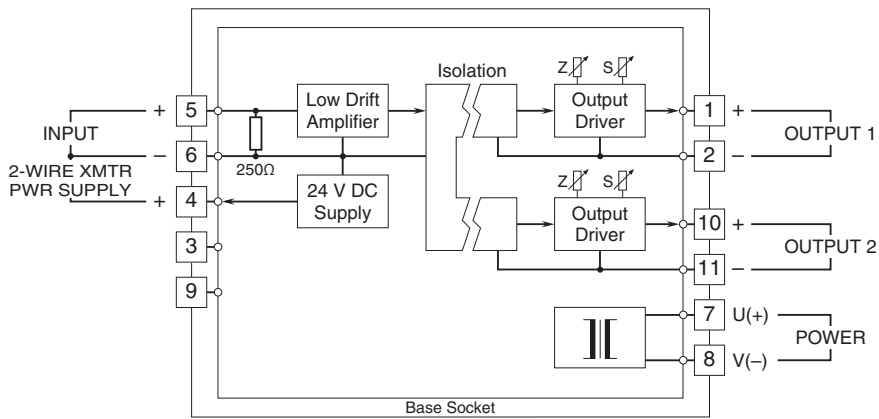 Isolation
Z
S
Low Drift
Amplifier
Output
Driver
5
+
1
+
INPUT
OUTPUT 1
6
–
250Ω
2
–
2-WIRE XMTR
PWR SUPPLY
+
4
24 V DC
Supply
Z
S
Output
Driver
10
+
3
OUTPUT 2
11
–
9
7
U(+)
POWER
8
V(–)
Base Socket